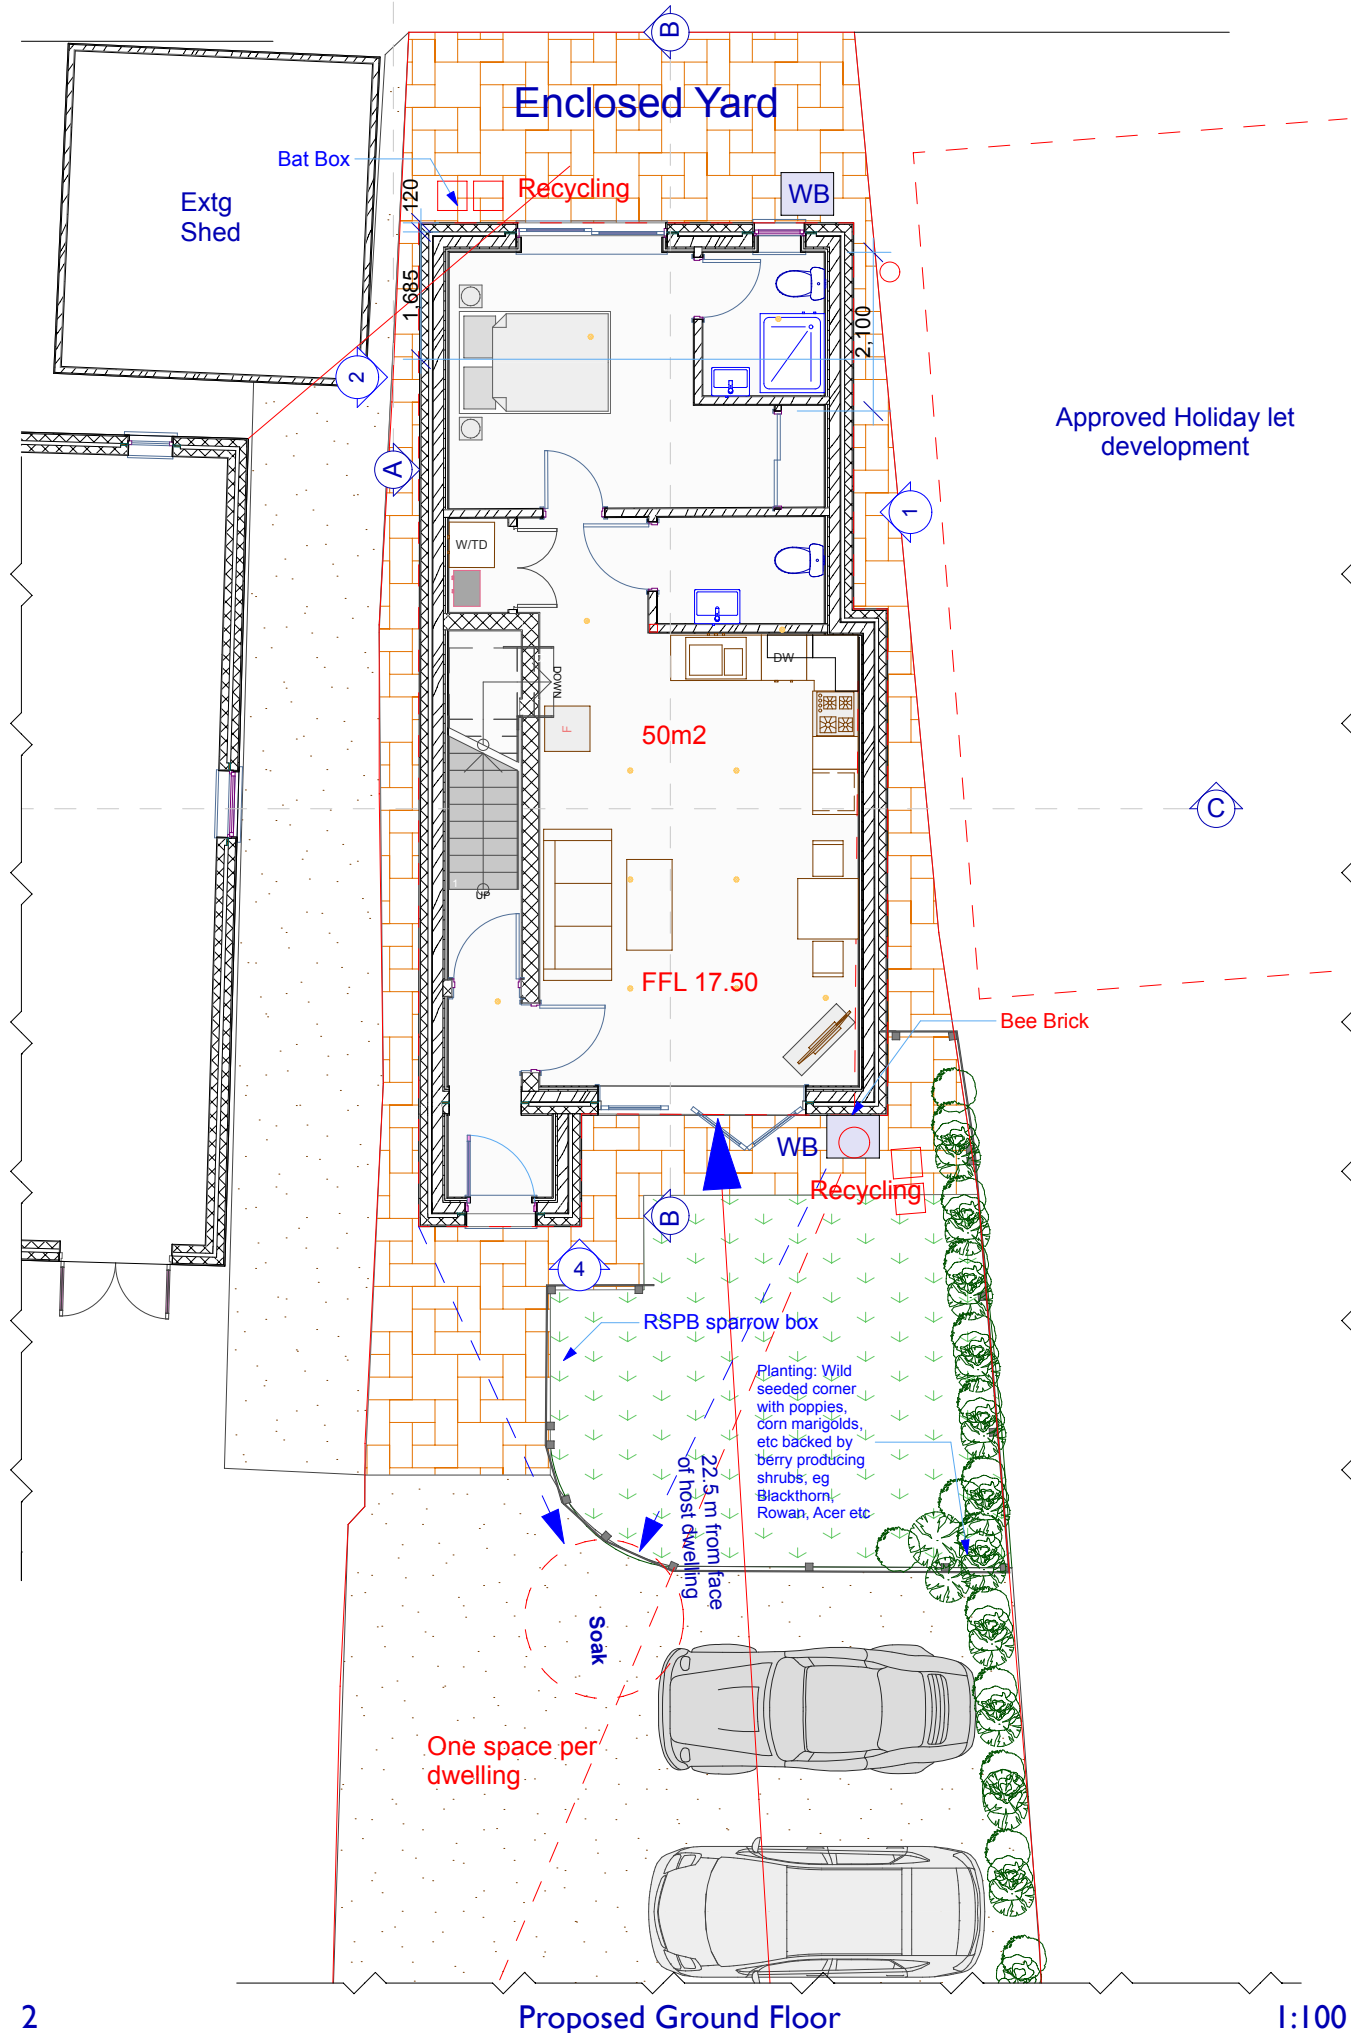 B
Enclosed Yard
Bat Box
Recycling
WB
120
Extg
Shed
1,685
2,100
2
A
Approved Holiday let
development
1
W/TD
DOWN
DW
F
50m2
C
1
UP
FFL 17.50
Bee Brick
WB
Recycling
B
4
RSPB sparrow box
Planting: Wild
seeded corner
with poppies,
corn marigolds,
etc backed by
berry producing
shrubs, eg
Blackthorn,
Rowan, Acer etc
22.5 m from face
of host dwelling
Soak
One space per
dwelling
2
Proposed Ground Floor
1:100